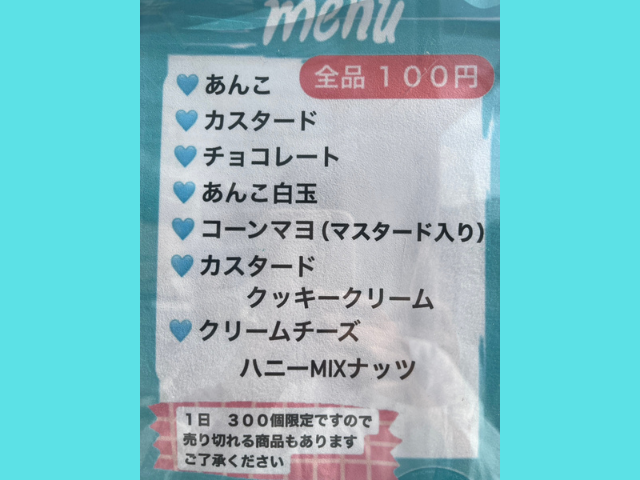 menu
全品 100円
💙あんこ
💙カスタード
💙チョコレート
💙あんこ白玉
💙コーンマヨ(マスタード入り)
💙カスタード
クッキークリーム
💙クリームチーズ
ハニーMIXナッツ
1日 300個限定ですので
売り切れる商品もあります
ご了承ください